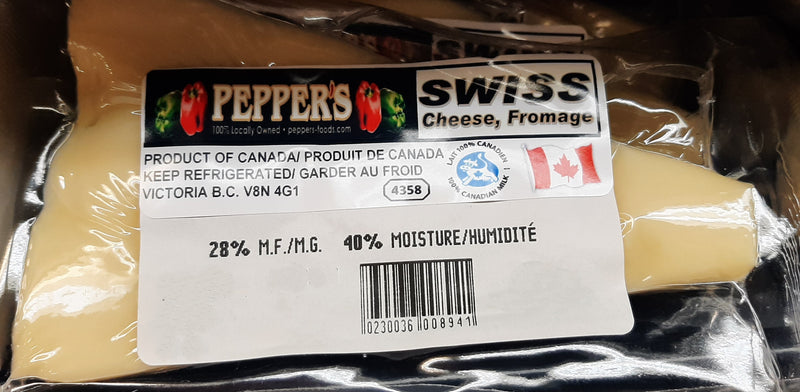 PEPPER'S
100% Locally Owned • peppers-foods.com
SWISS
Cheese, Fromage
PRODUCT OF CANADA/ PRODUIT DE CANADA
KEEP REFRIGERATED/ GARDER AU FROID
VICTORIA B.C. V8N 4G1
4358
LAIT 100% CANADIEN
100% CANADIAN MILK
28% M.F./M.G. 40% MOISTURE/HUMIDITÉ
0230036 008941
SWISS